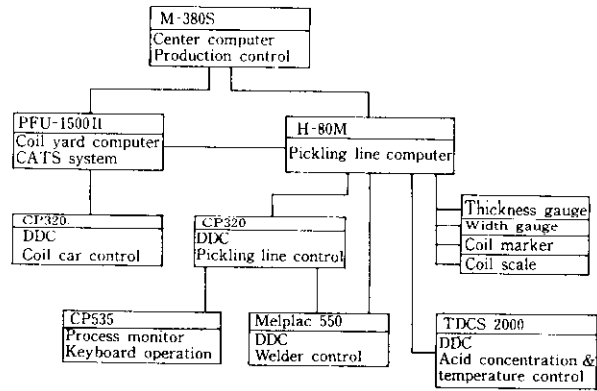 M-380S
Center computer
Production control
PFU-1500II
Coil yard computer
CATS system
H-80M
Pickling line computer
CP320
DDC
Coil car control
CP320
DDC
Pickling line control
Thickness gauge
Width gauge
Coil marker
Coil scale
CP535
Process monitor
Keyboard operation
Melplac 550
DDC
Welder control
TDCS 2000
DDC
Acid concentration &
temperature control